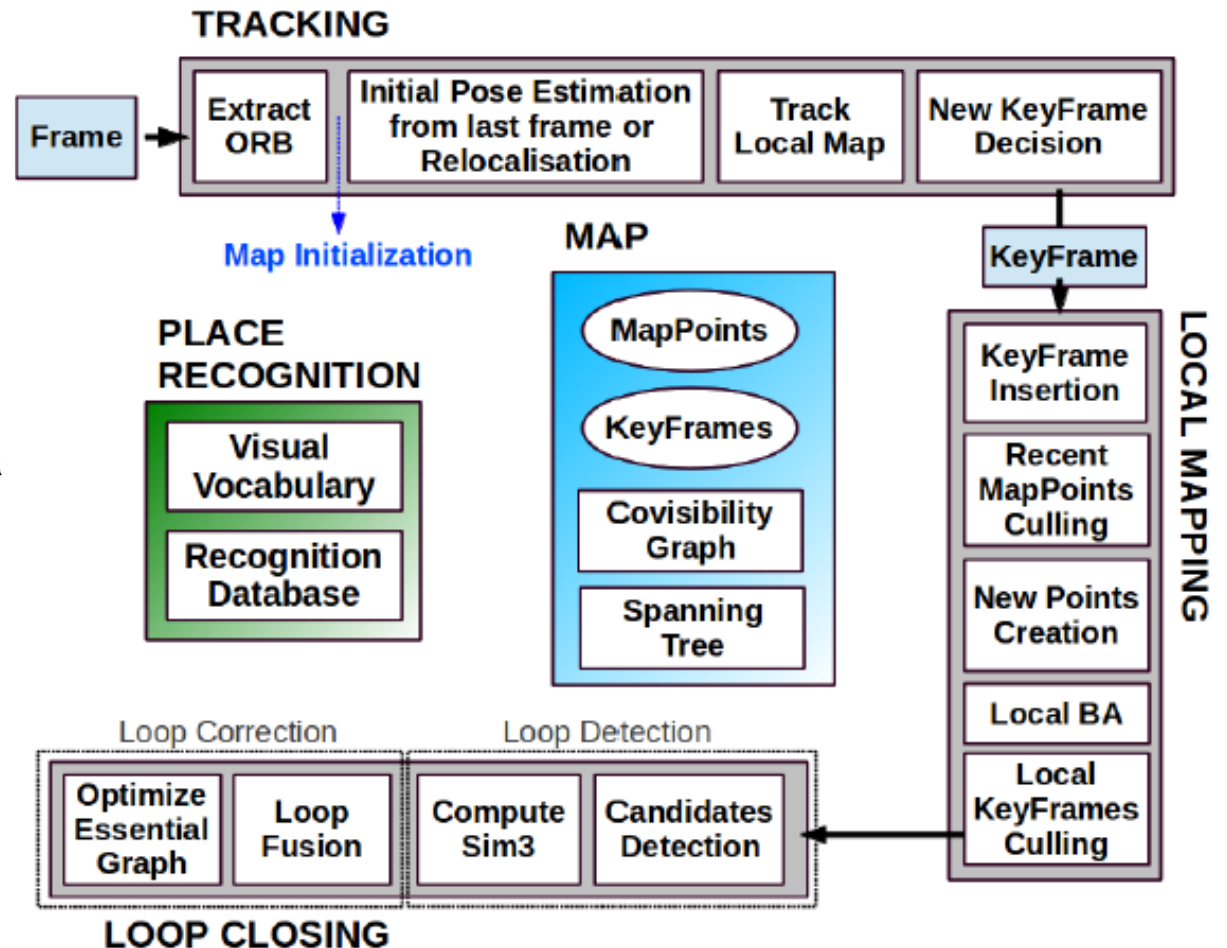 TRACKING
Frame
Extract
ORB
Initial Pose Estimation
from last frame or
Relocalisation
Track
Local Map
New KeyFrame
Decision
Map Initialization
MAP
KeyFrame
MapPoints
KeyFrames
Covisibility
Graph
Spanning
Tree
PLACE
RECOGNITION
Visual
Vocabulary
Recognition
Database
LOCAL MAPPING
KeyFrame
Insertion
Recent
MapPoints
Culling
New Points
Creation
Local BA
Local
KeyFrames
Culling
Loop Correction
Loop Detection
Optimize
Essential
Graph
Loop
Fusion
Compute
Sim3
Candidates
Detection
LOOP CLOSING